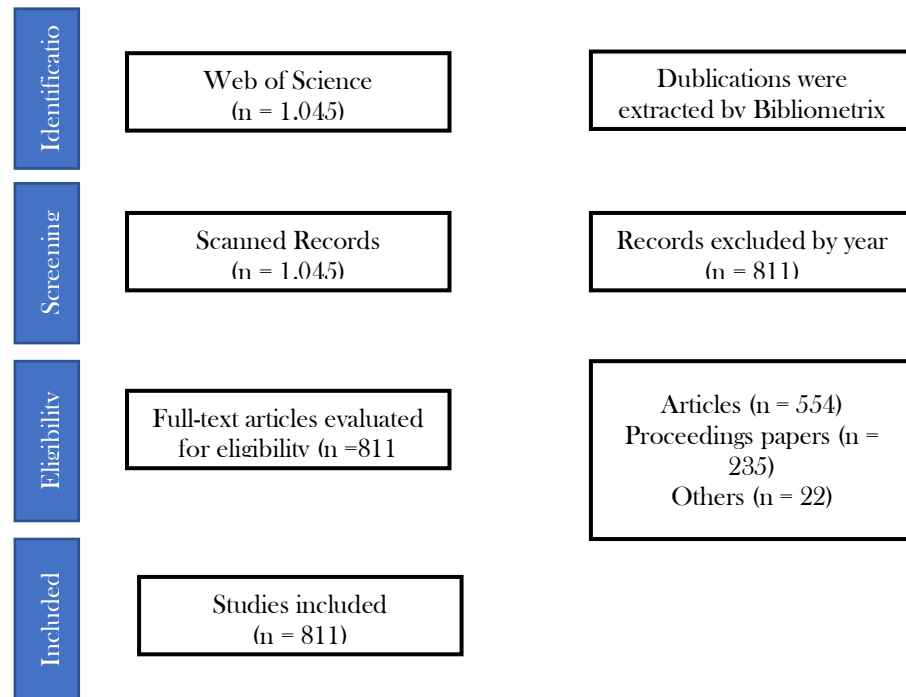 Identificatio
Web of Science
(n = 1.045)
Dublications were
extracted by Bibliometrix
Screening
Scanned Records
(n = 1.045)
Records excluded by year
(n = 811)
Eligibility
Full-text articles evaluated
for eligibility (n =811
Articles (n = 554)
Proceedings papers (n =
235)
Others (n = 22)
Included
Studies included
(n = 811)